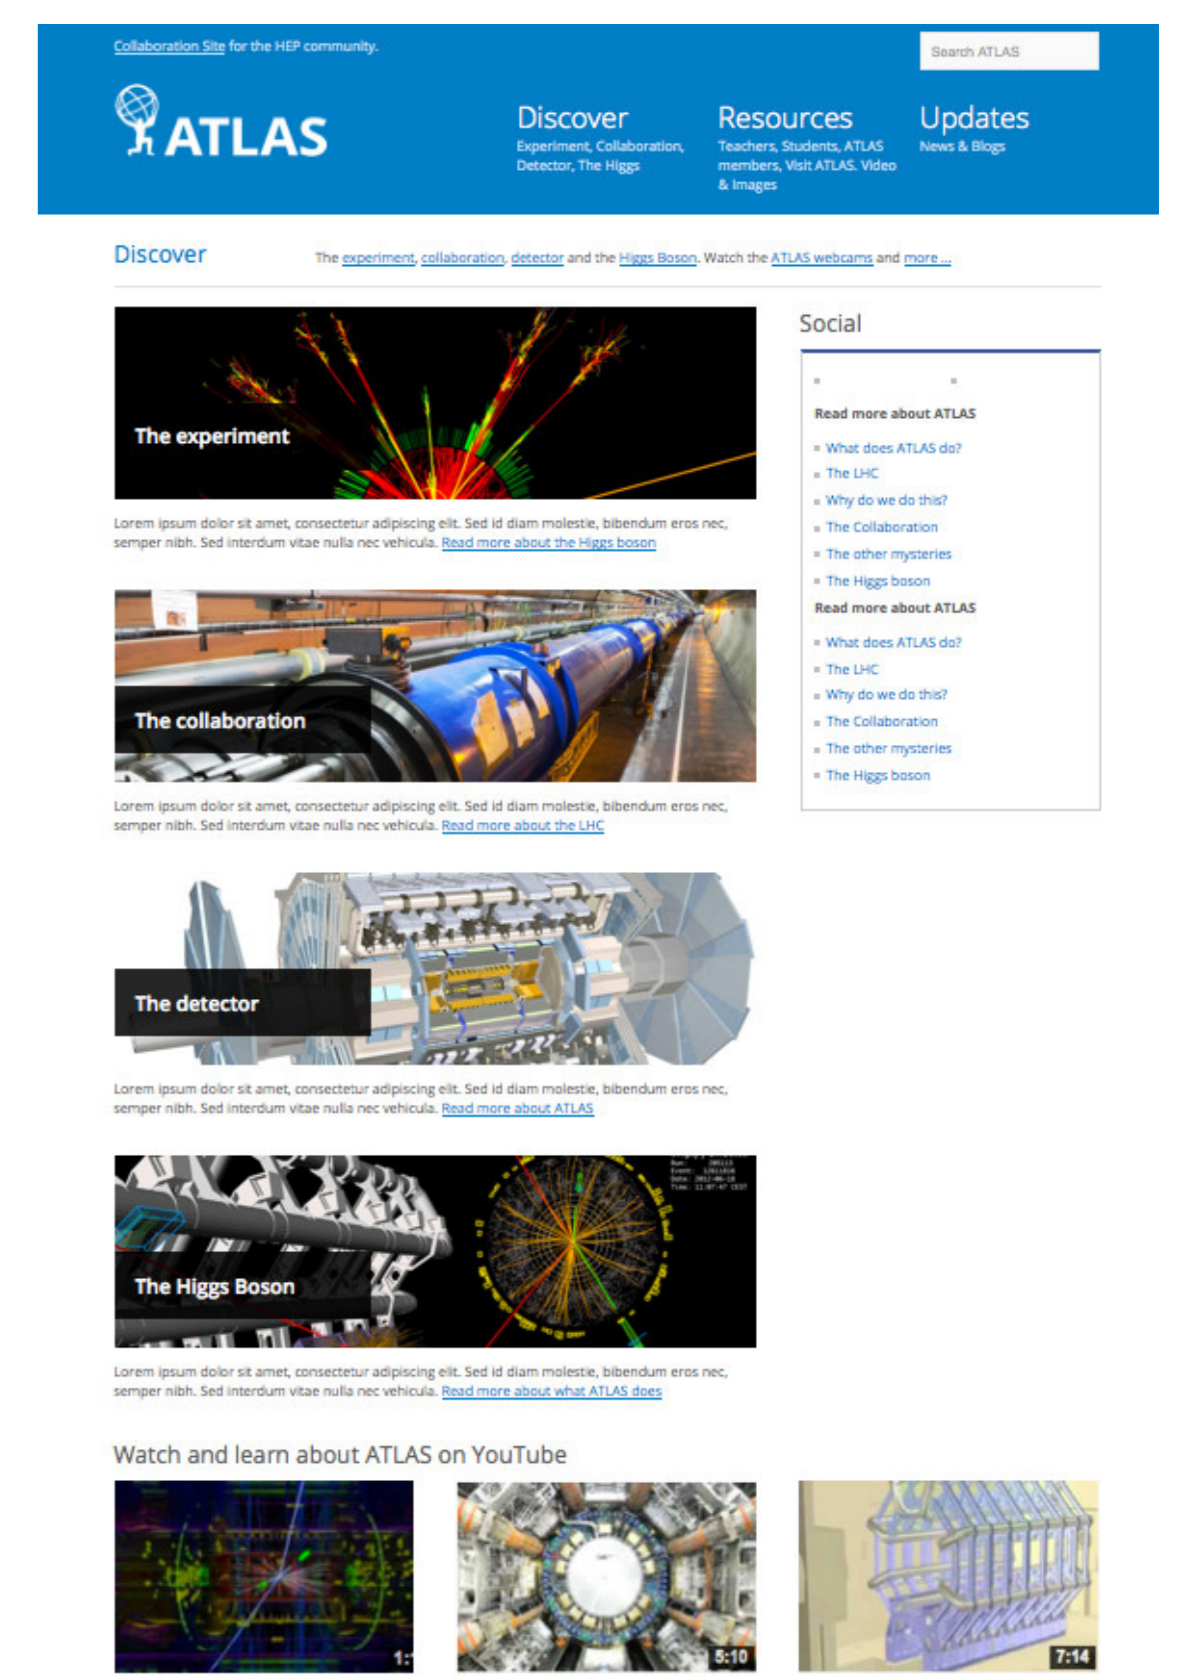 Collaboration Site for the HEP community.
Search ATLAS
ATLAS
Discover
Experiment, Collaboration,
Detector, The Higgs
Resources
Teachers, Students, ATLAS
members, Visit ATLAS. Video
& Images
Updates
News & Blogs
Discover
The experiment, collaboration, detector and the Higgs Boson. Watch the ATLAS webcams and more ...
The experiment
Lorem ipsum dolor sit amet, consectetur adipiscing elit. Sed id diam molestie, bibendum eros nec,
semper nibh. Sed interdum vitae nulla nec vehicula. Read more about the Higgs boson
The collaboration
Lorem ipsum dolor sit amet, consectetur adipiscing elit. Sed id diam molestie, bibendum eros nec,
semper nibh. Sed interdum vitae nulla nec vehicula. Read more about the LHC
The detector
Lorem ipsum dolor sit amet, consectetur adipiscing elit. Sed id diam molestie, bibendum eros nec,
semper nibh. Sed interdum vitae nulla nec vehicula. Read more about ATLAS
Run:
Event:
Date: 2012-06-18
Time: 11:07:47 CEST
The Higgs Boson
Lorem ipsum dolor sit amet, consectetur adipiscing elit. Sed id diam molestie, bibendum eros nec,
semper nibh. Sed interdum vitae nulla nec vehicula. Read more about what ATLAS does
Social
Read more about ATLAS
What does ATLAS do?
The LHC
Why do we do this?
The Collaboration
The other mysteries
The Higgs boson
Read more about ATLAS
What does ATLAS do?
The LHC
Why do we do this?
The Collaboration
The other mysteries
The Higgs boson
Watch and learn about ATLAS on YouTube
5:10
7:14